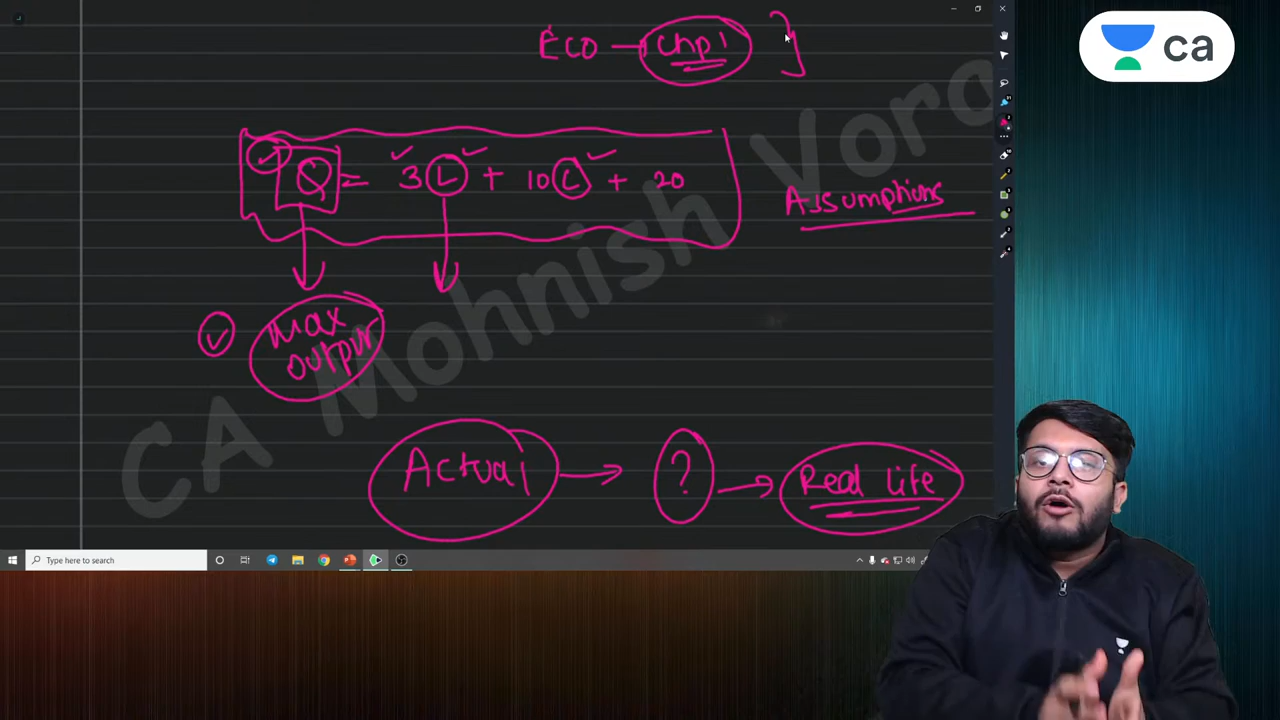 ECO — Chp 1
Q = 3L + 10L + 20
Assumptions
Max
output
Actual → ? → Real Life
CA Mohnish Vora
ca
Type here to search